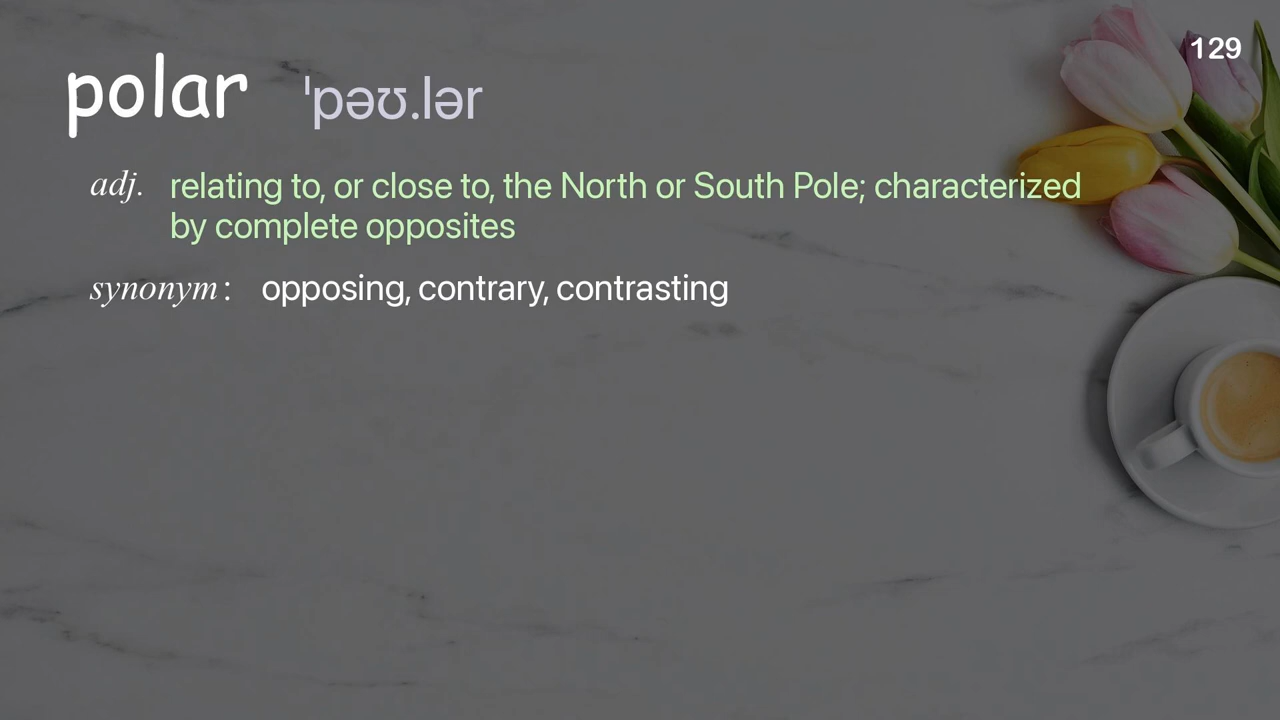 129
polar ˈpəʊ.lər
adj. relating to, or close to, the North or South Pole; characterized
by complete opposites
synonym: opposing, contrary, contrasting